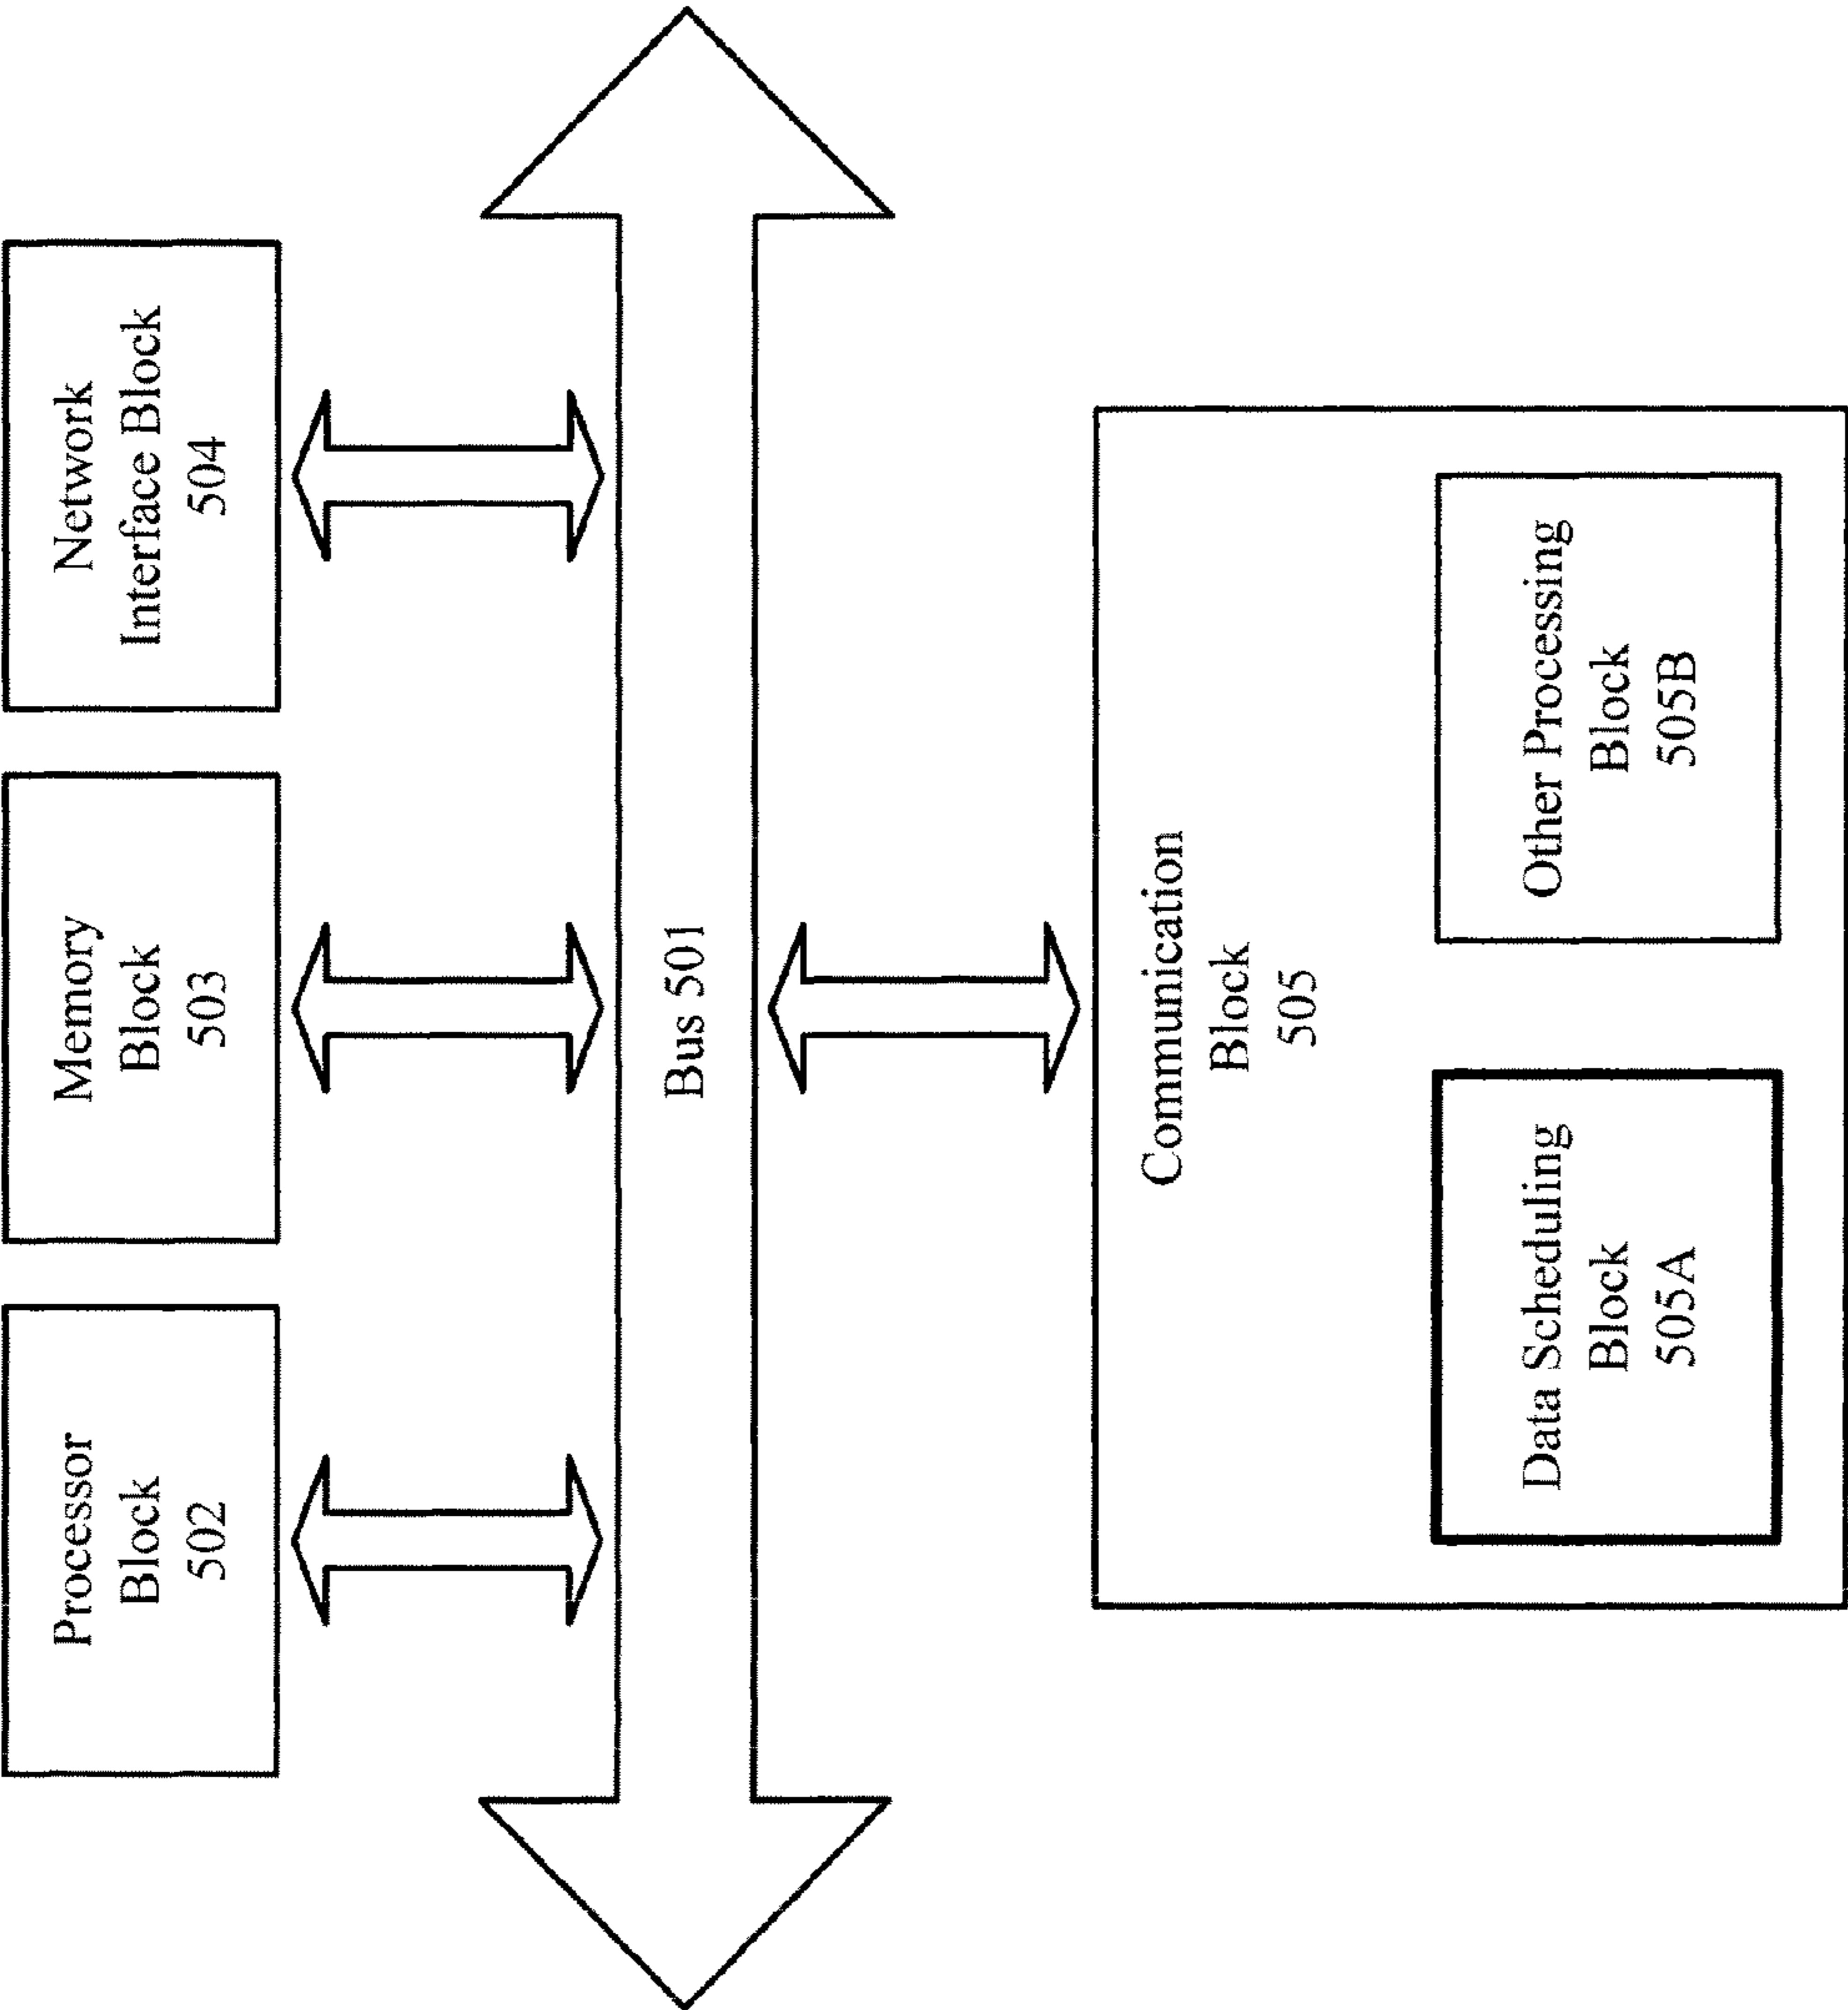 Processor
Block
502
Memory
Block
503
Network
Interface Block
504
Bus 501
Communication
Block
505
Data Scheduling
Block
505A
Other Processing
Block
505B